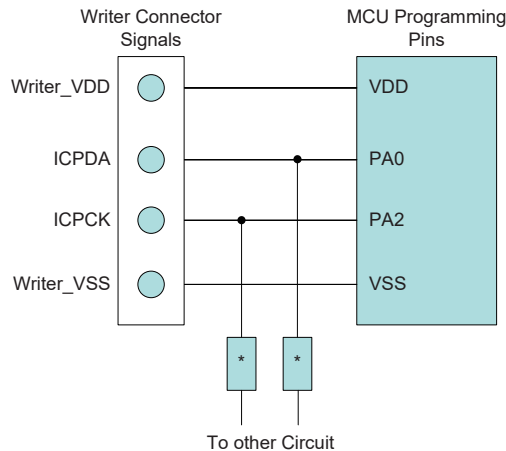 Writer Connector
Signals
MCU Programming
Pins
Writer_VDD
VDD
ICPDA
PA0
ICPCK
PA2
Writer_VSS
VSS
*
*
To other Circuit